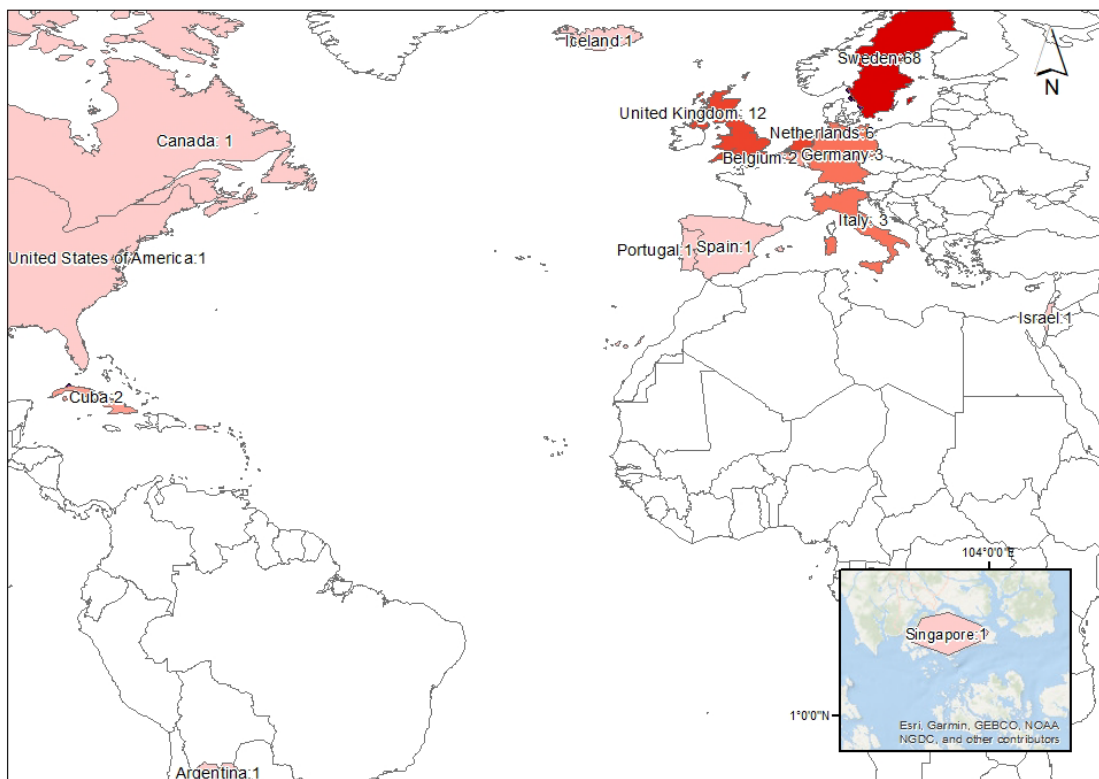 Iceland:1
Sweden:68
N
United Kingdom: 12
Netherlands:6
Canada: 1
Belgium:2
Germany:3
Italy: 3
Portugal:1
Spain:1
United States of America:1
Israel:1
Cuba:2
104°0'0"E
Singapore:1
1°0'0"N
Esri, Garmin, GEBCO, NOAA
NGDC, and other contributors
Argentina:1